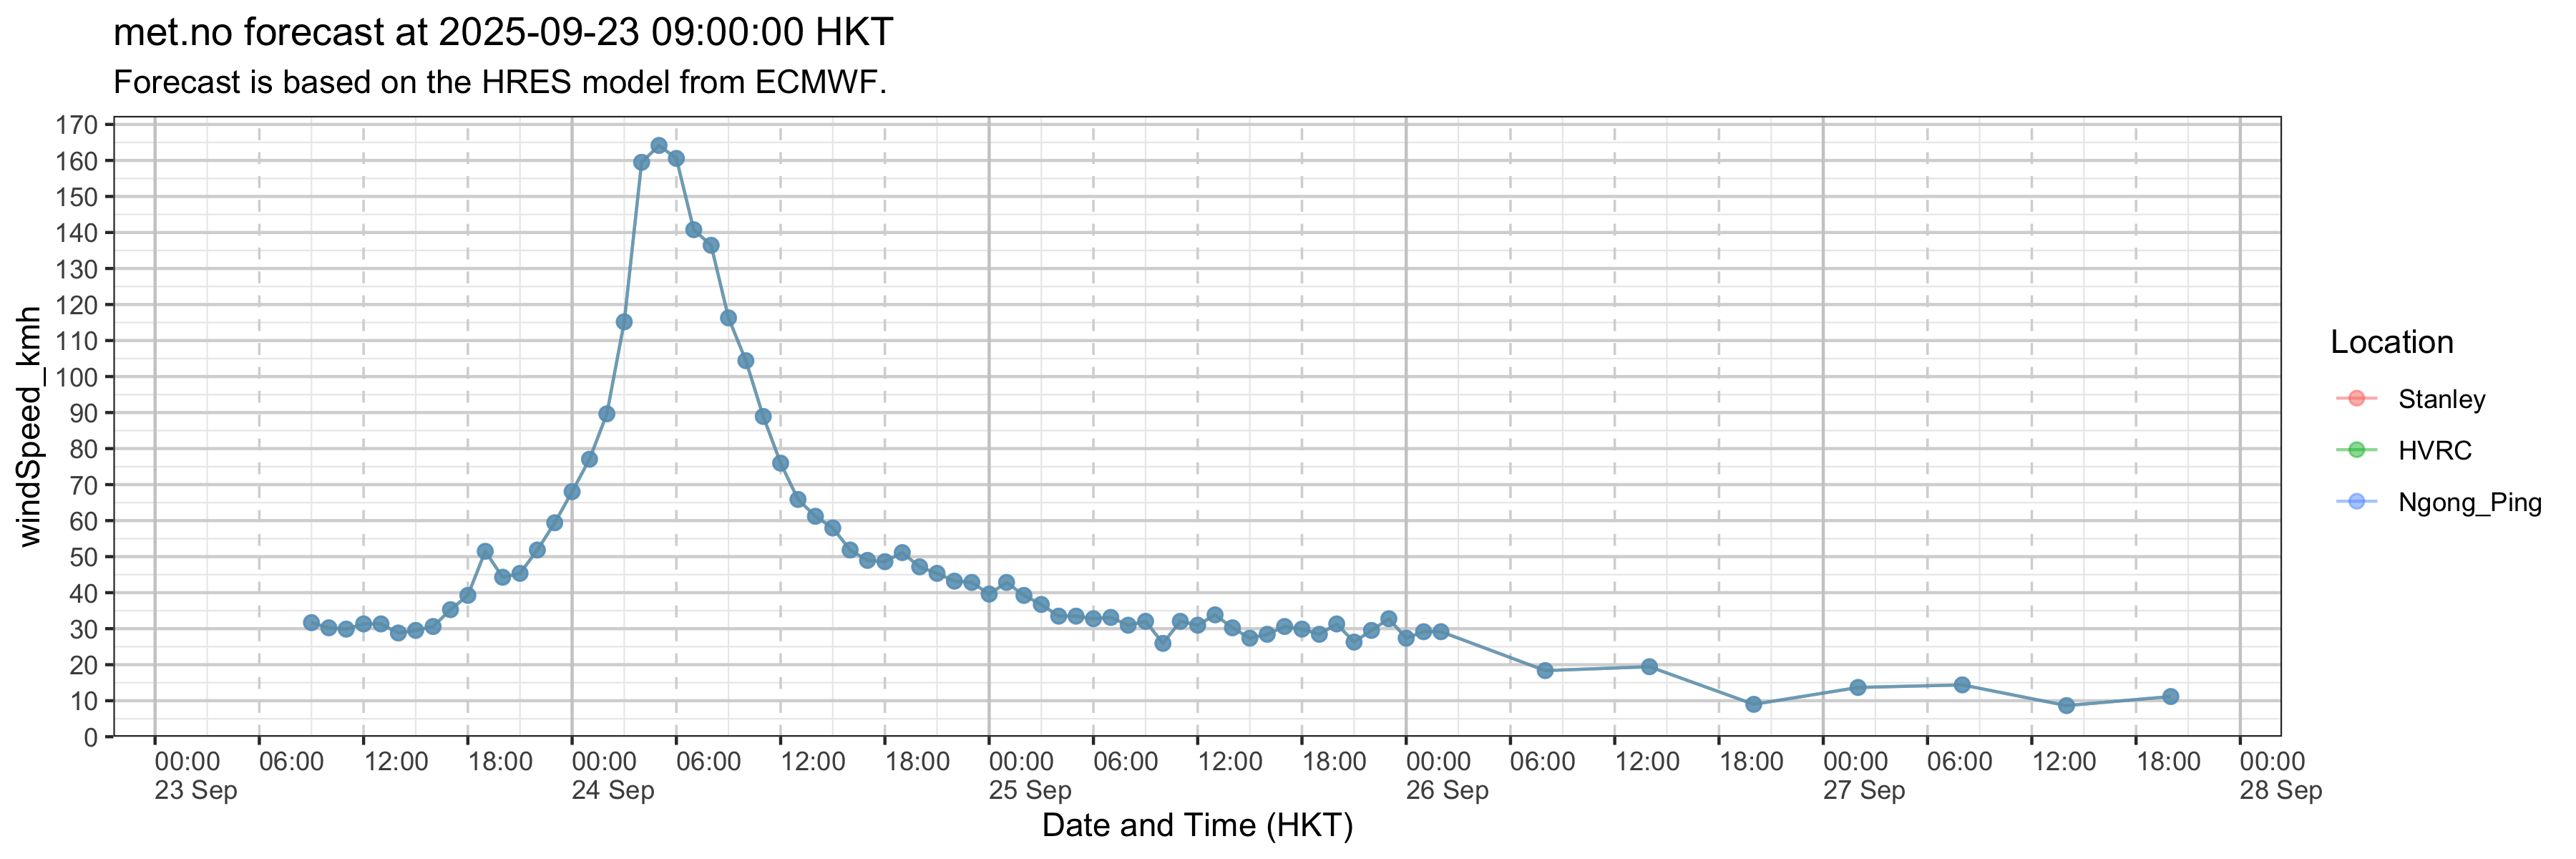 met.no forecast at 2025-09-23 09:00:00 HKT
Forecast is based on the HRES model from ECMWF.
windSpeed_kmh
170
160
150
140
130
120
110
100
90
80
70
60
50
40
30
20
10
0
00:00 06:00 12:00 18:00 00:00 06:00 12:00 18:00 00:00 06:00 12:00 18:00 00:00 06:00 12:00 18:00 00:00 06:00 12:00 18:00 00:00
23 Sep 24 Sep 25 Sep 26 Sep 27 Sep 28 Sep
Date and Time (HKT)
Location
Stanley
HVRC
Ngong_Ping